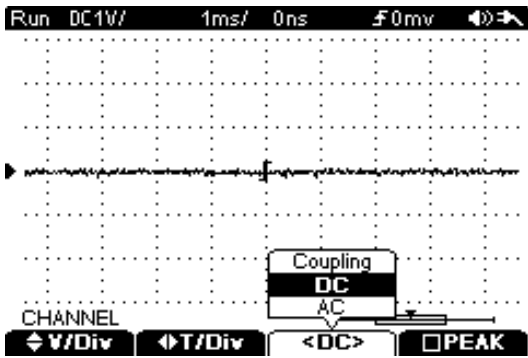 Run DC1V/ 1ms/ 0ns 0mv
Coupling
DC
AC
CHANNEL
V/Div T/Div <DC> PEAK